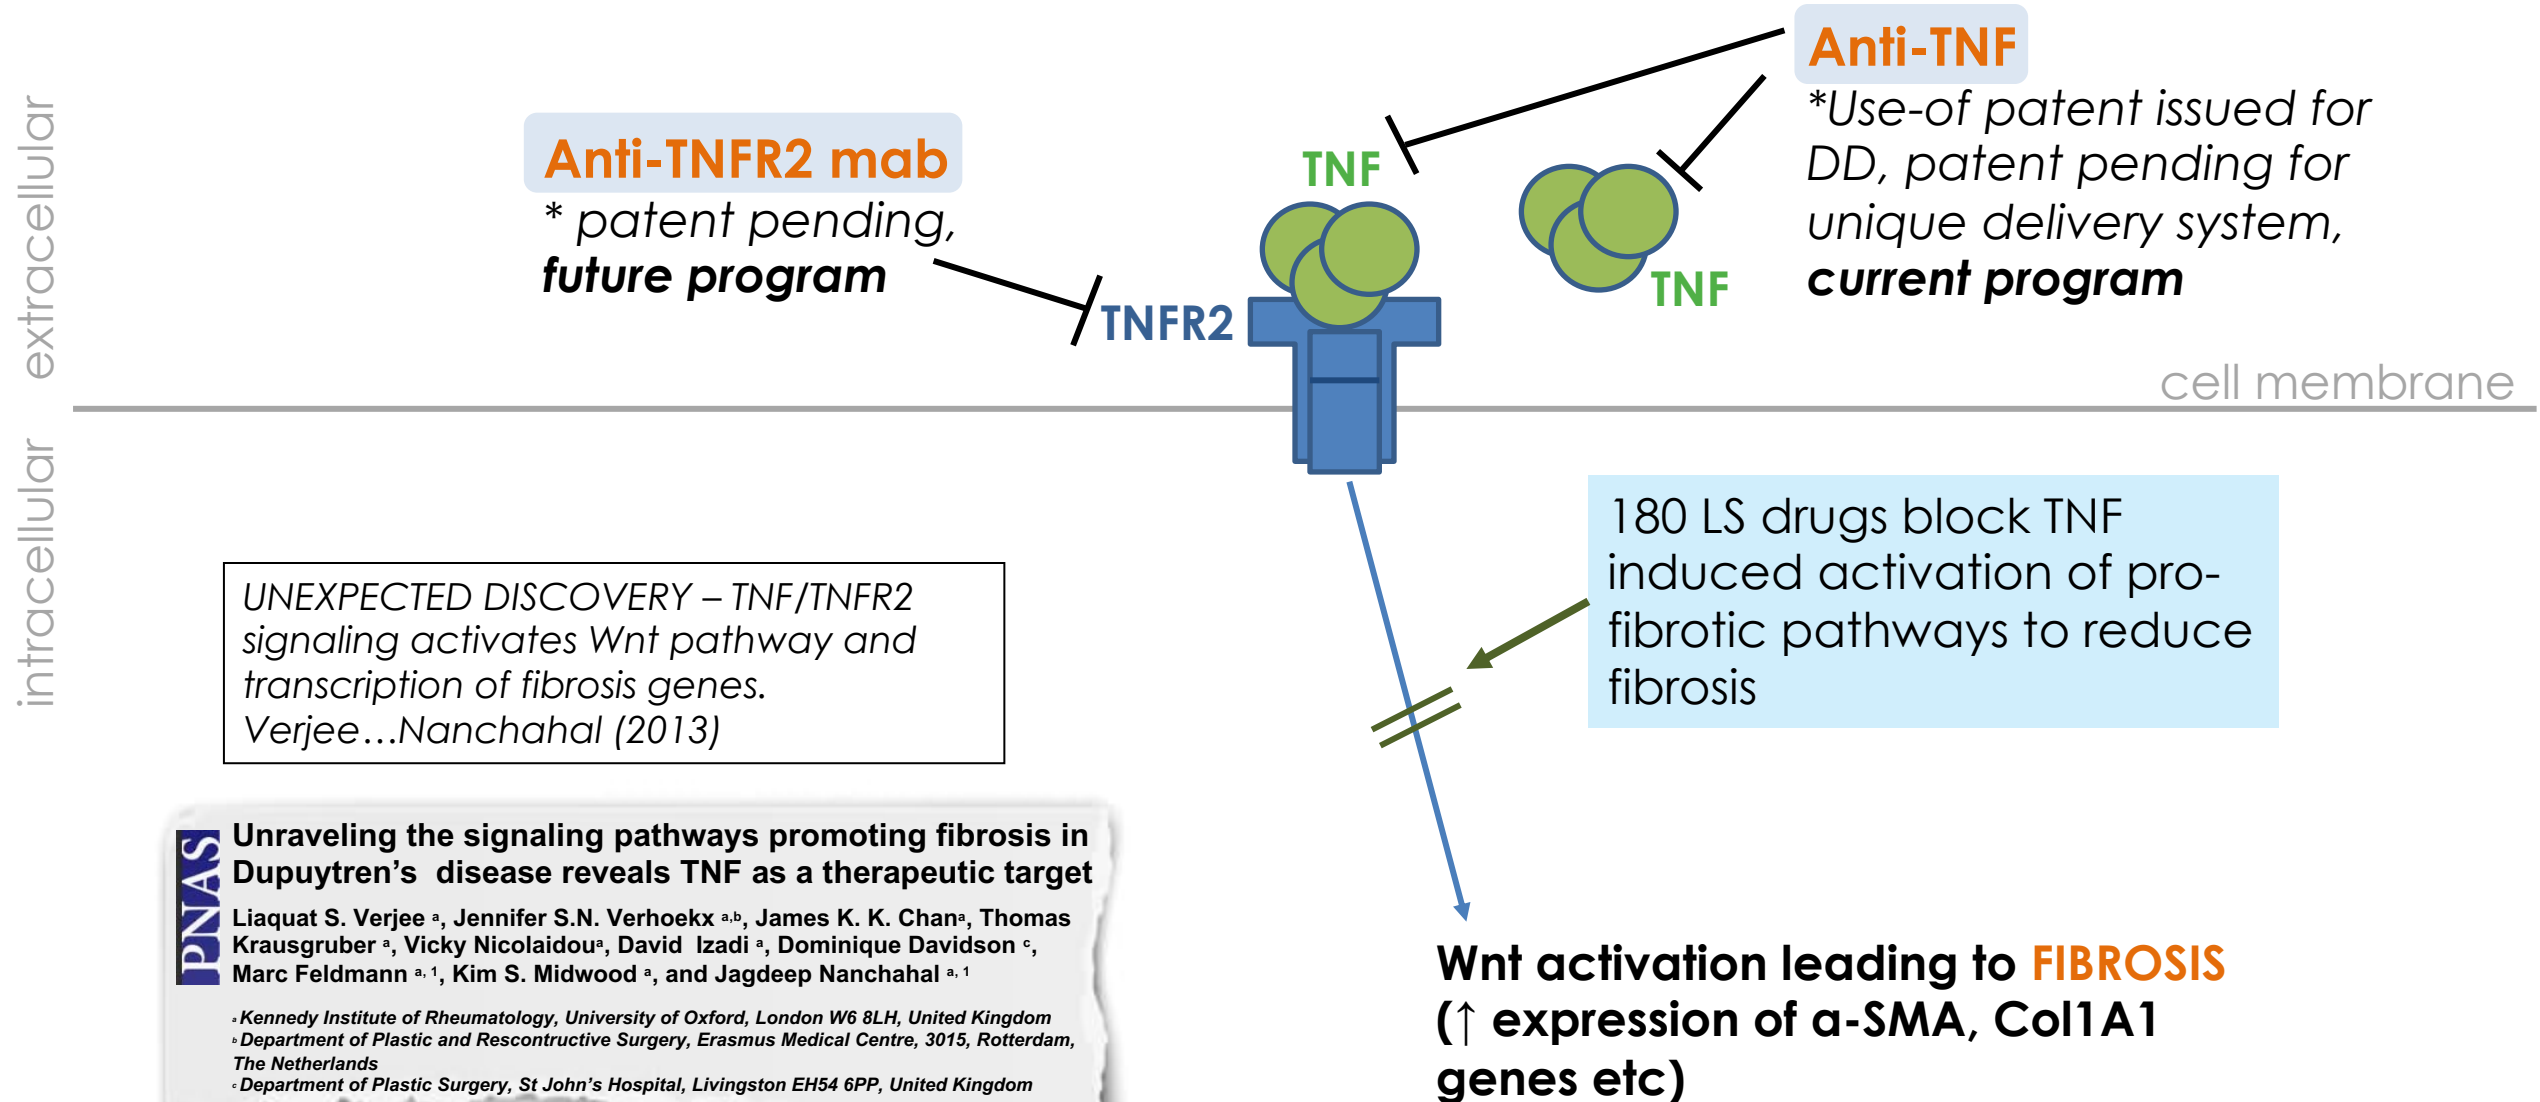 extracellular
intracellular
Anti-TNFR2 mab
* patent pending,
future program
TNFR2
TNF
TNF
Anti-TNF
*Use-of patent issued for
DD, patent pending for
unique delivery system,
current program
cell membrane
180 LS drugs block TNF
induced activation of pro-
fibrotic pathways to reduce
fibrosis
UNEXPECTED DISCOVERY – TNF/TNFR2
signaling activates Wnt pathway and
transcription of fibrosis genes.
Verjee…Nanchahal (2013)
PNAS
Unraveling the signaling pathways promoting fibrosis in
Dupuytren’s disease reveals TNF as a therapeutic target
Liaquat S. Verjee a, Jennifer S.N. Verhoekx a,b, James K. K. Chana, Thomas
Krausgruber a, Vicky Nicolaidoua, David Izadi a, Dominique Davidson c,
Marc Feldmann a, 1, Kim S. Midwood a, and Jagdeep Nanchahal a, 1
a Kennedy Institute of Rheumatology, University of Oxford, London W6 8LH, United Kingdom
b Department of Plastic and Rescontructive Surgery, Erasmus Medical Centre, 3015, Rotterdam,
The Netherlands
c Department of Plastic Surgery, St John’s Hospital, Livingston EH54 6PP, United Kingdom
Wnt activation leading to FIBROSIS
(↑ expression of a-SMA, Col1A1
genes etc)